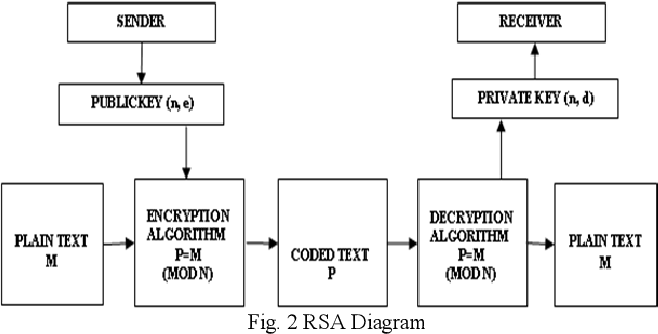 SENDER
RECEIVER
PUBLICKEY (n, e)
PRIVATE KEY (n, d)
PLAIN TEXT
M
ENCRYPTION
ALGORITHM
P=M
(MOD N)
CODED TEXT
P
DECRYPTION
ALGORITHM
P=M
(MOD N)
PLAIN TEXT
M
Fig. 2 RSA Diagram